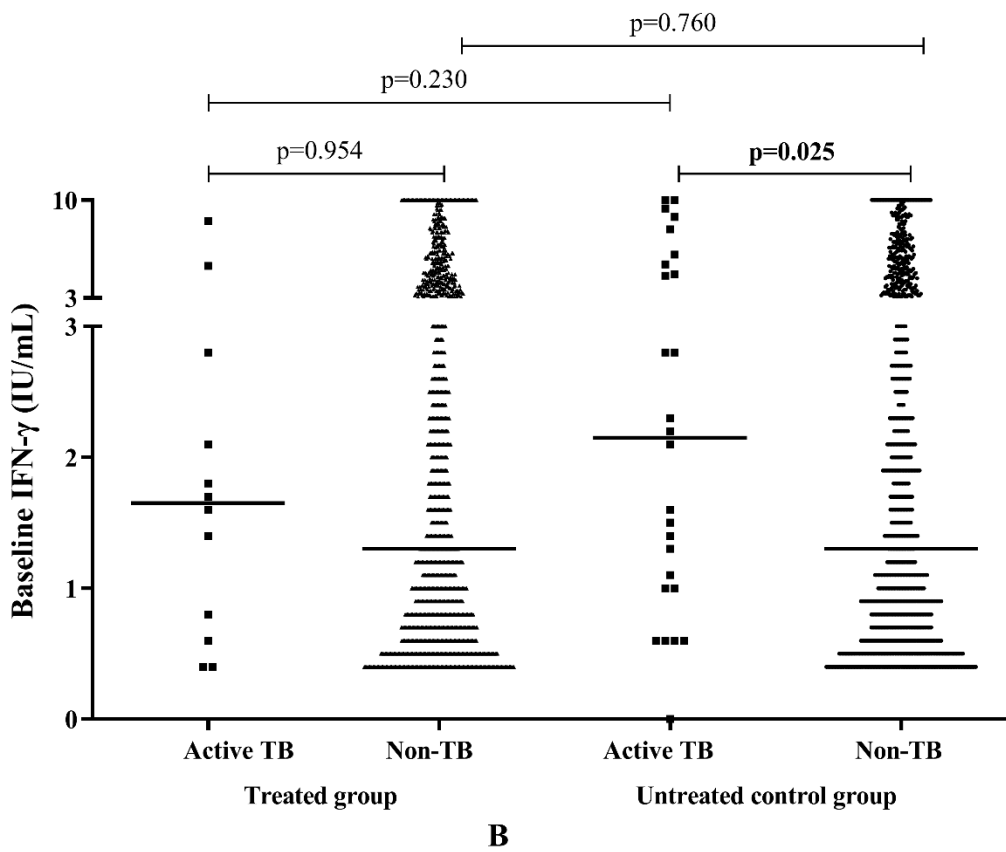 p=0.760
p=0.230
p=0.954
p=0.025
Baseline IFN-γ (IU/mL)
10
3
3
2
1
0
Active TB Non-TB Active TB Non-TB
Treated group Untreated control group
B